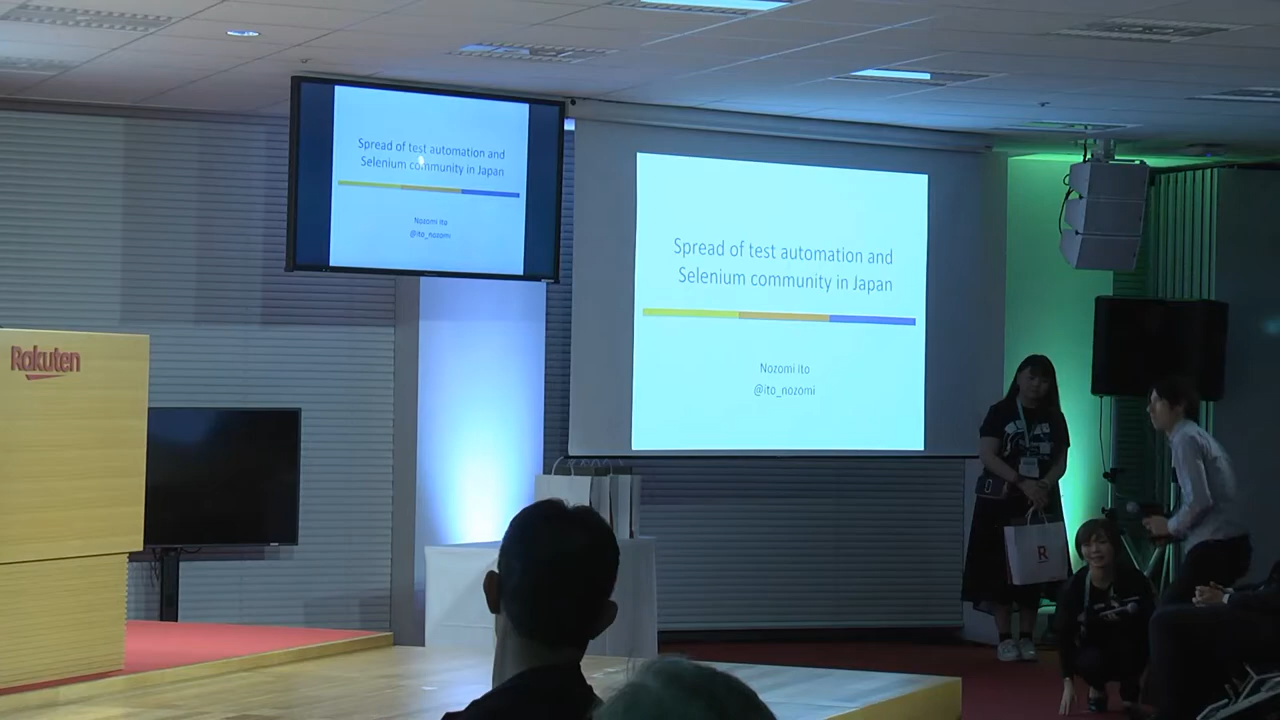 Spread of test automation and
Selenium community in Japan
Nozomi Ito
@ito_nozomi
Spread of test automation and
Selenium community in Japan
Nozomi Ito
@ito_nozomi
Rakuten
R